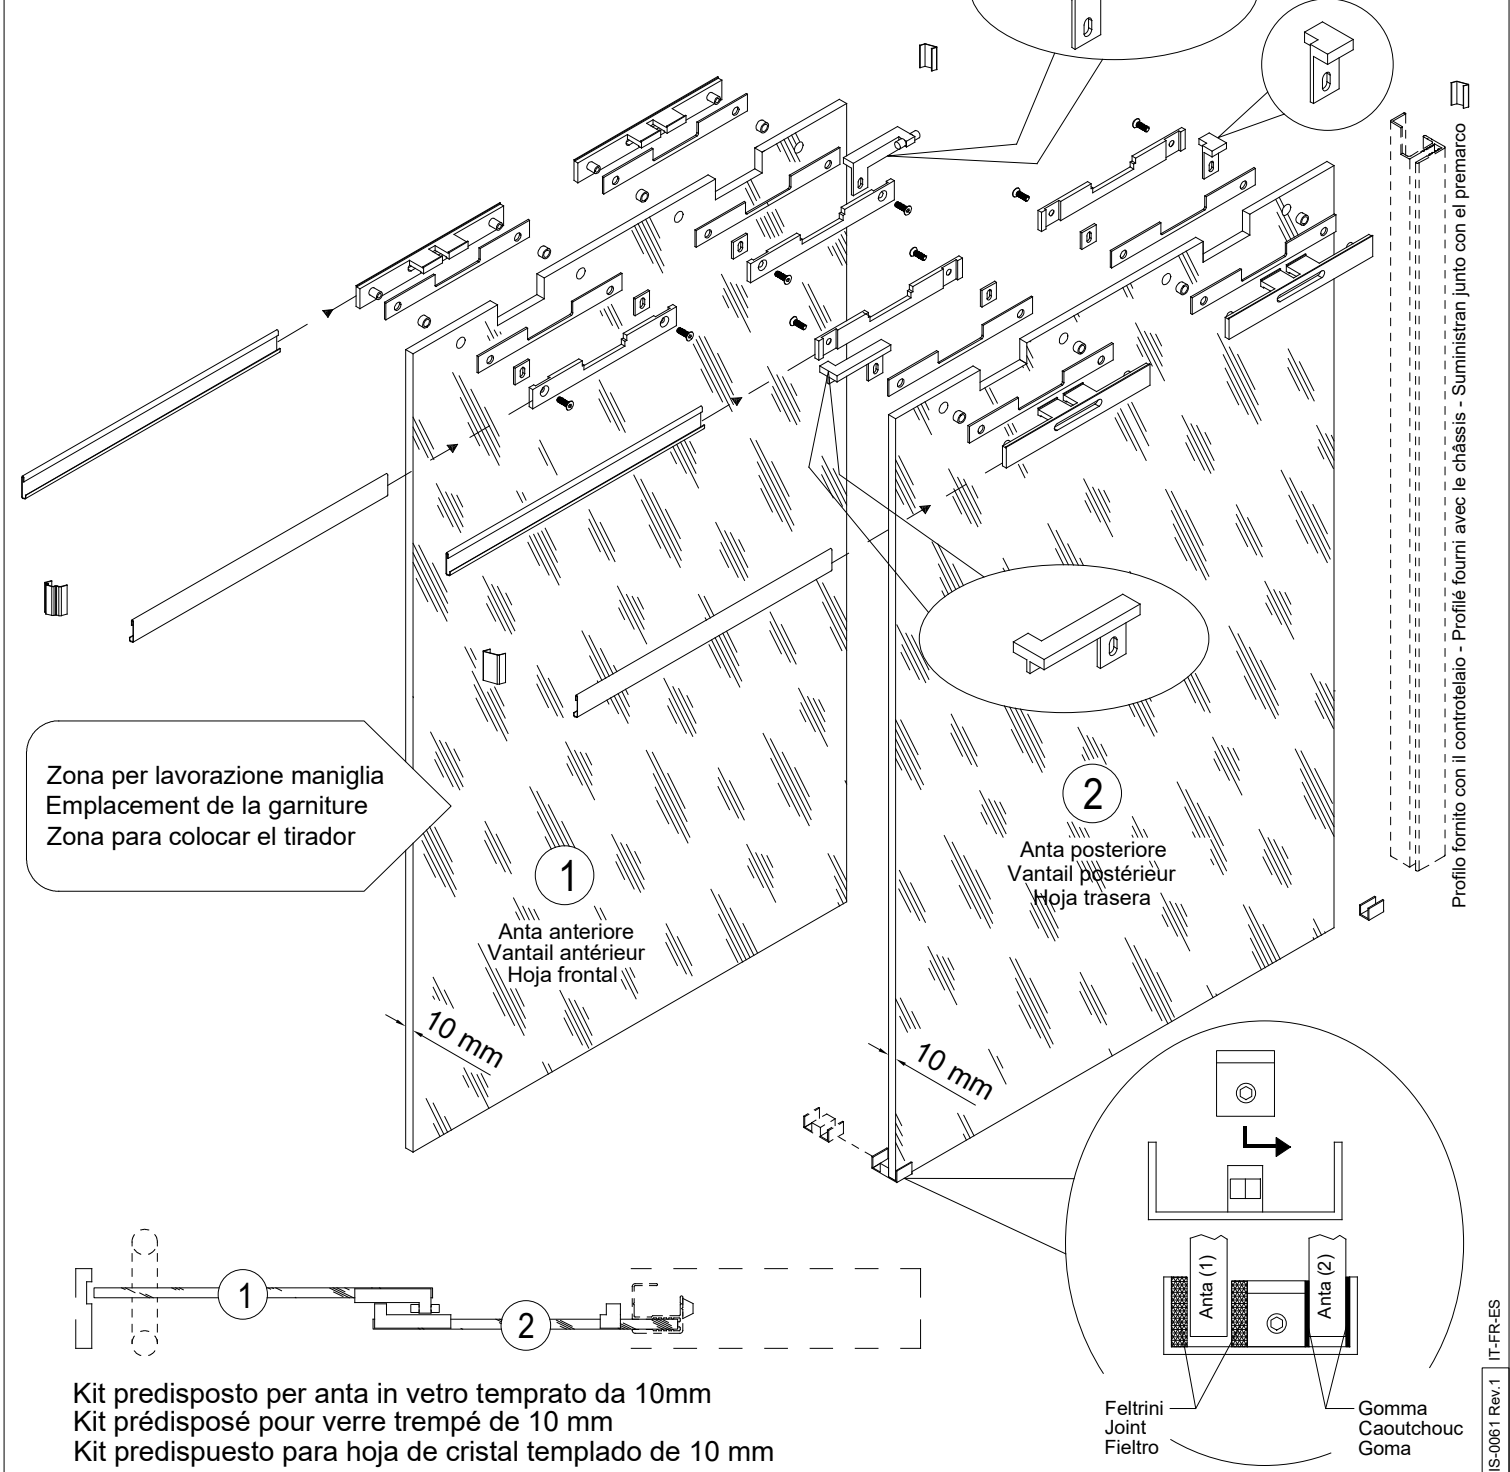 Profilo fornito con il controtelaio - Profilé fourni avec le châssis - Suministran junto con el premarco
Zona per lavorazione maniglia
Emplacement de la garniture
Zona para colocar el tirador
1
Anta anteriore
Vantail antérieur
Hoja frontal
2
Anta posteriore
Vantail postérieur
Hoja trasera
10 mm
10 mm
Anta (1)
Anta (2)
Feltrini
Joint
Fieltro
Gomma
Caoutchouc
Goma
1
2
Kit predisposto per anta in vetro temprato da 10mm
Kit prédisposé pour verre trempé de 10 mm
Kit predispuesto para hoja de cristal templado de 10 mm
IS-0061 Rev.1 IT-FR-ES